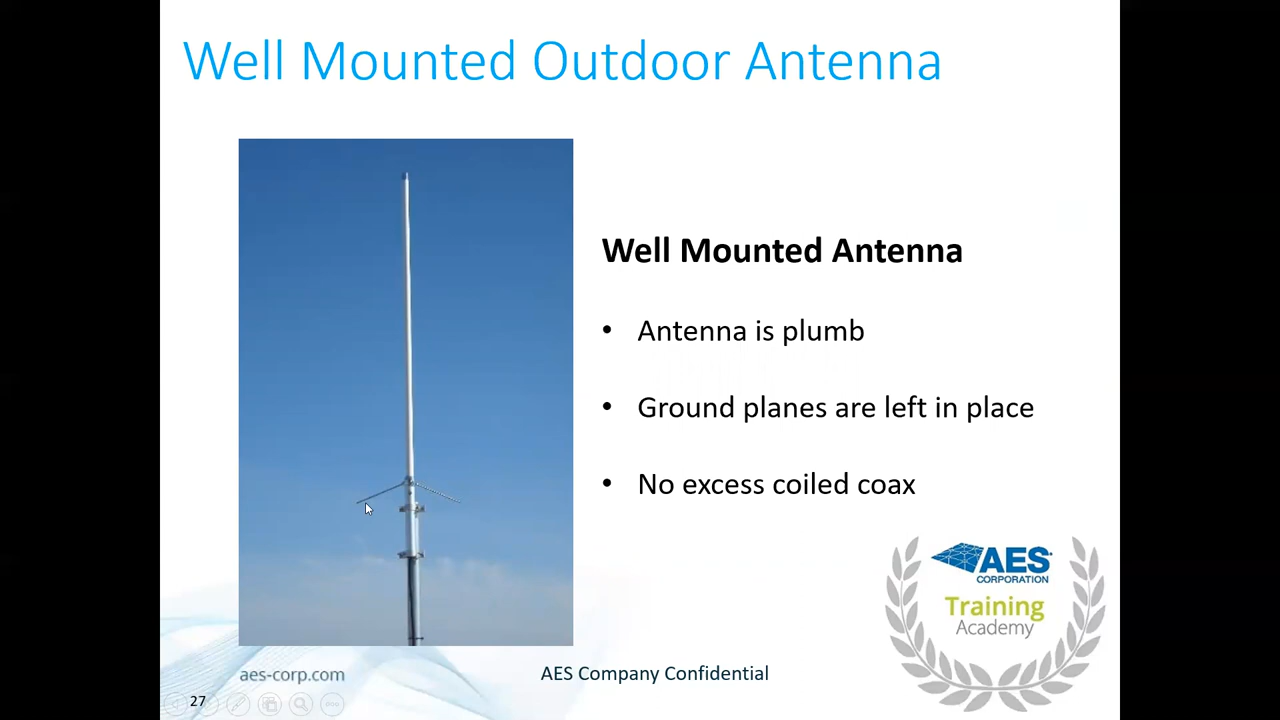 Well Mounted Outdoor Antenna
Well Mounted Antenna
• Antenna is plumb
• Ground planes are left in place
• No excess coiled coax
AES
CORPORATION
Training
Academy
aes-corp.com
AES Company Confidential
27